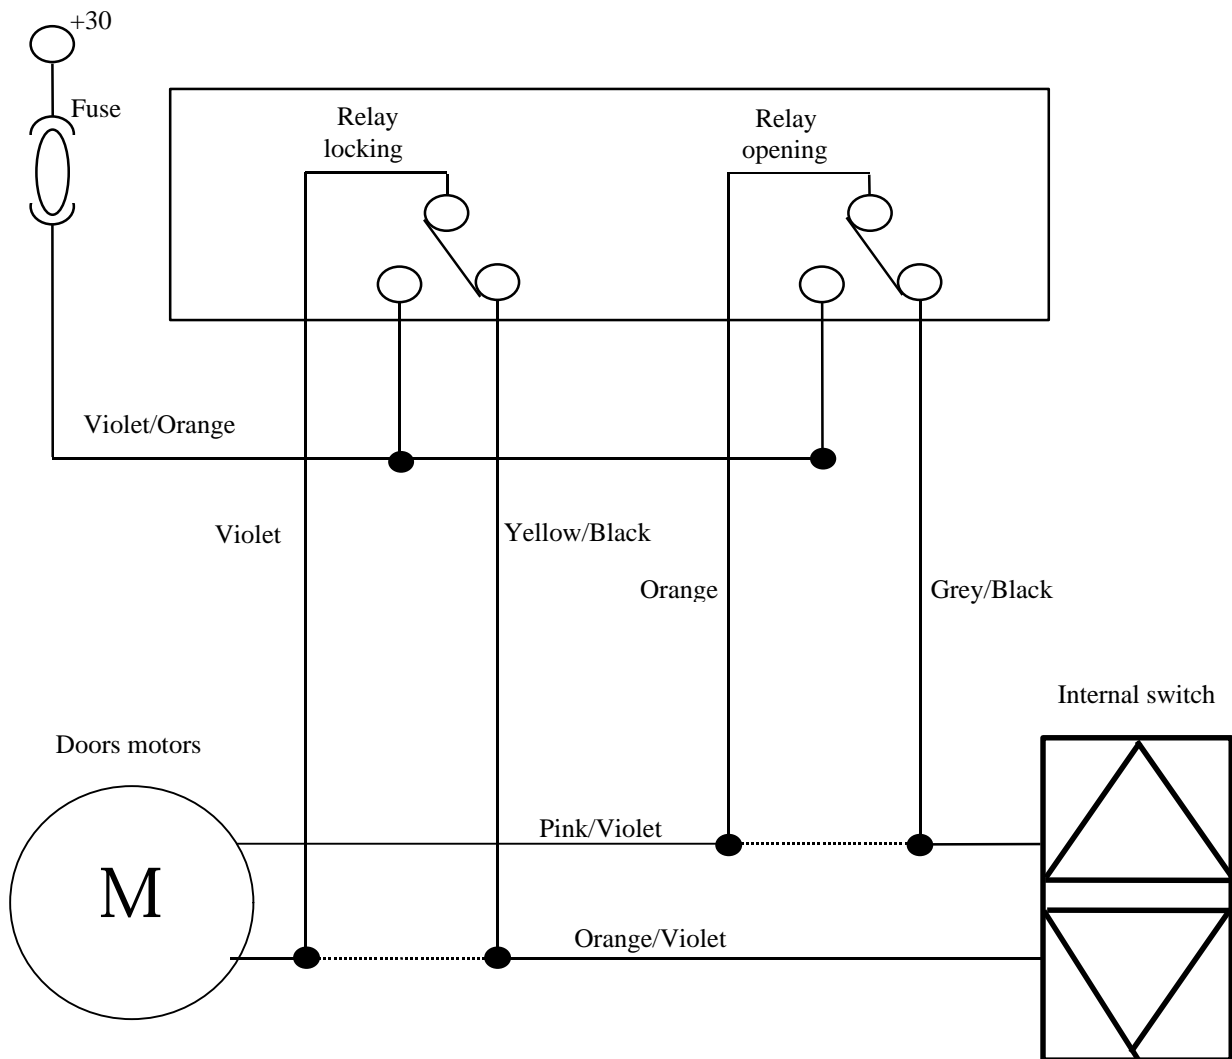 +30
Fuse
Relay
locking
Relay
opening
Violet/Orange
Violet
Yellow/Black
Orange
Grey/Black
Internal switch
Doors motors
Pink/Violet
M
Orange/Violet